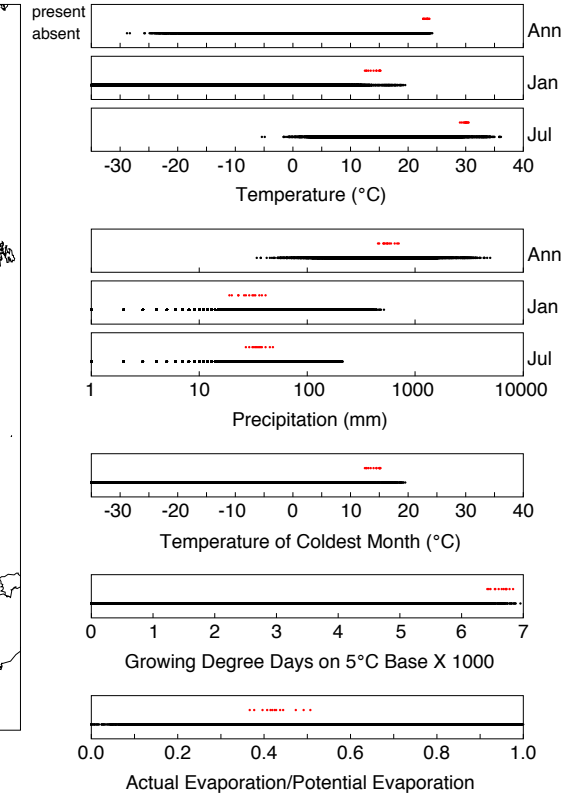 present
absent
Ann
Jan
Jul
-30 -20 -10 0 10 20 30 40
Temperature (°C)
Ann
Jan
Jul
1 10 100 1000 10000
Precipitation (mm)
-30 -20 -10 0 10 20 30 40
Temperature of Coldest Month (°C)
0 1 2 3 4 5 6 7
Growing Degree Days on 5°C Base X 1000
0.0 0.2 0.4 0.6 0.8 1.0
Actual Evaporation/Potential Evaporation